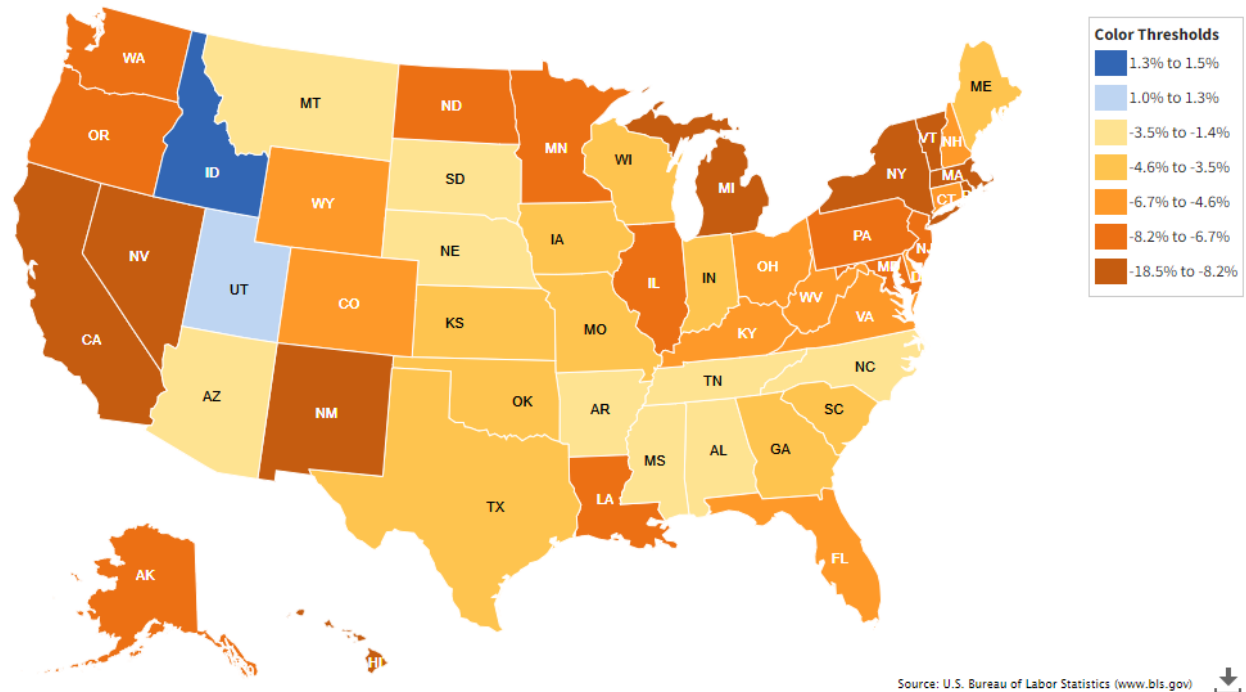 Color Thresholds
1.3% to 1.5%
1.0% to 1.3%
-3.5% to -1.4%
-4.6% to -3.5%
-6.7% to -4.6%
-8.2% to -6.7%
-18.5% to -8.2%
WA
MT
ND
MN
ME
OR
ID
WY
SD
WI
MI
VT
NH
NY
MA
CT
NV
UT
CO
NE
IA
IL
IN
OH
PA
NJ
CA
KS
MO
KY
WV
VA
AZ
NM
OK
AR
TN
NC
SC
TX
LA
MS
AL
GA
FL
AK
HI
Source: U.S. Bureau of Labor Statistics (www.bls.gov)